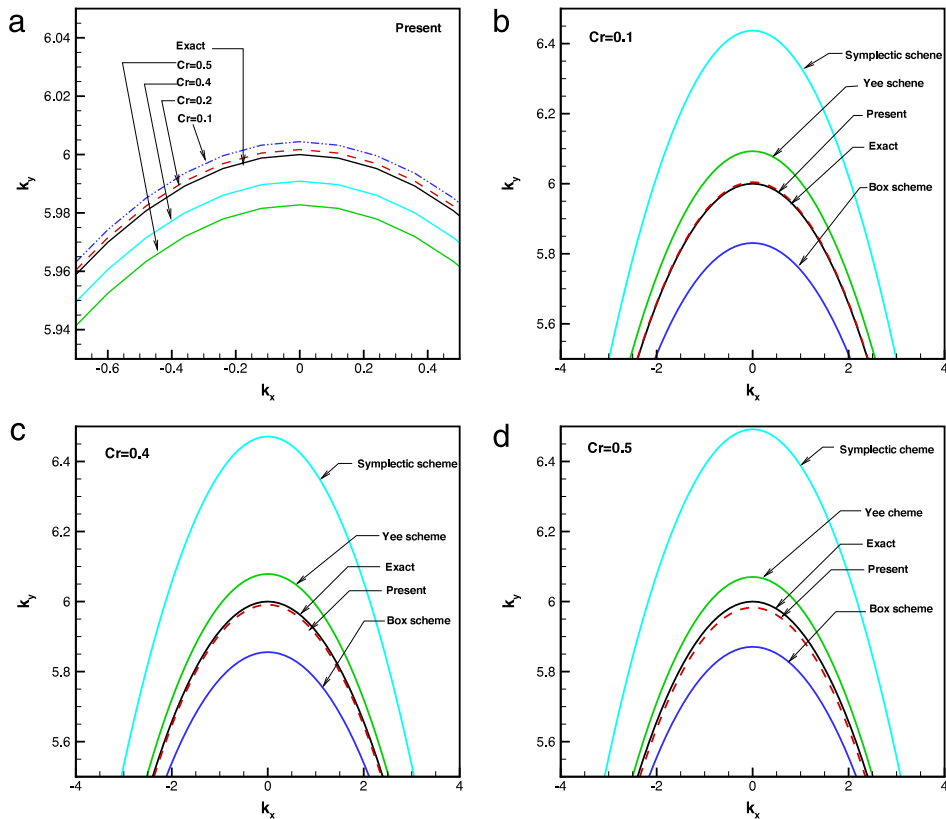 a
Present
Exact
Cr=0.5
Cr=0.4
Cr=0.2
Cr=0.1
6.04
6.02
6
5.98
5.96
5.94
k_y
-0.6
-0.4
-0.2
0
0.2
0.4
k_x
b
Cr=0.1
Symplectic schene
Yee schene
Present
Exact
Box scheme
6.4
6.2
6
5.8
5.6
k_y
-4
-2
0
2
4
k_x
c
Cr=0.4
Symplectic scheme
Yee scheme
Exact
Present
Box scheme
6.4
6.2
6
5.8
5.6
k_y
-4
-2
0
2
4
k_x
d
Cr=0.5
Symplectic cheme
Yee cheme
Exact
Present
Box scheme
6.4
6.2
6
5.8
5.6
k_y
-4
-2
0
2
4
k_x